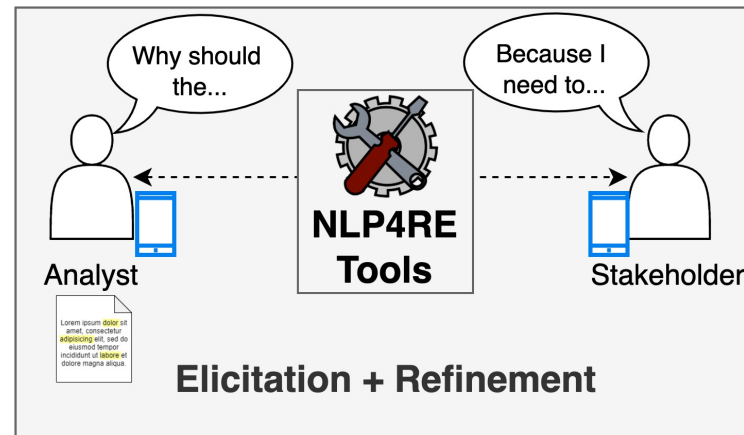 Why should
the...
Because I
need to...
NLP4RE
Tools
Analyst
Stakeholder
Lorem ipsum dolor sit
amet, consectetur
adipisicing elit, sed do
eiusmod tempor
incididunt ut labore et
dolore magna aliqua.
Elicitation + Refinement